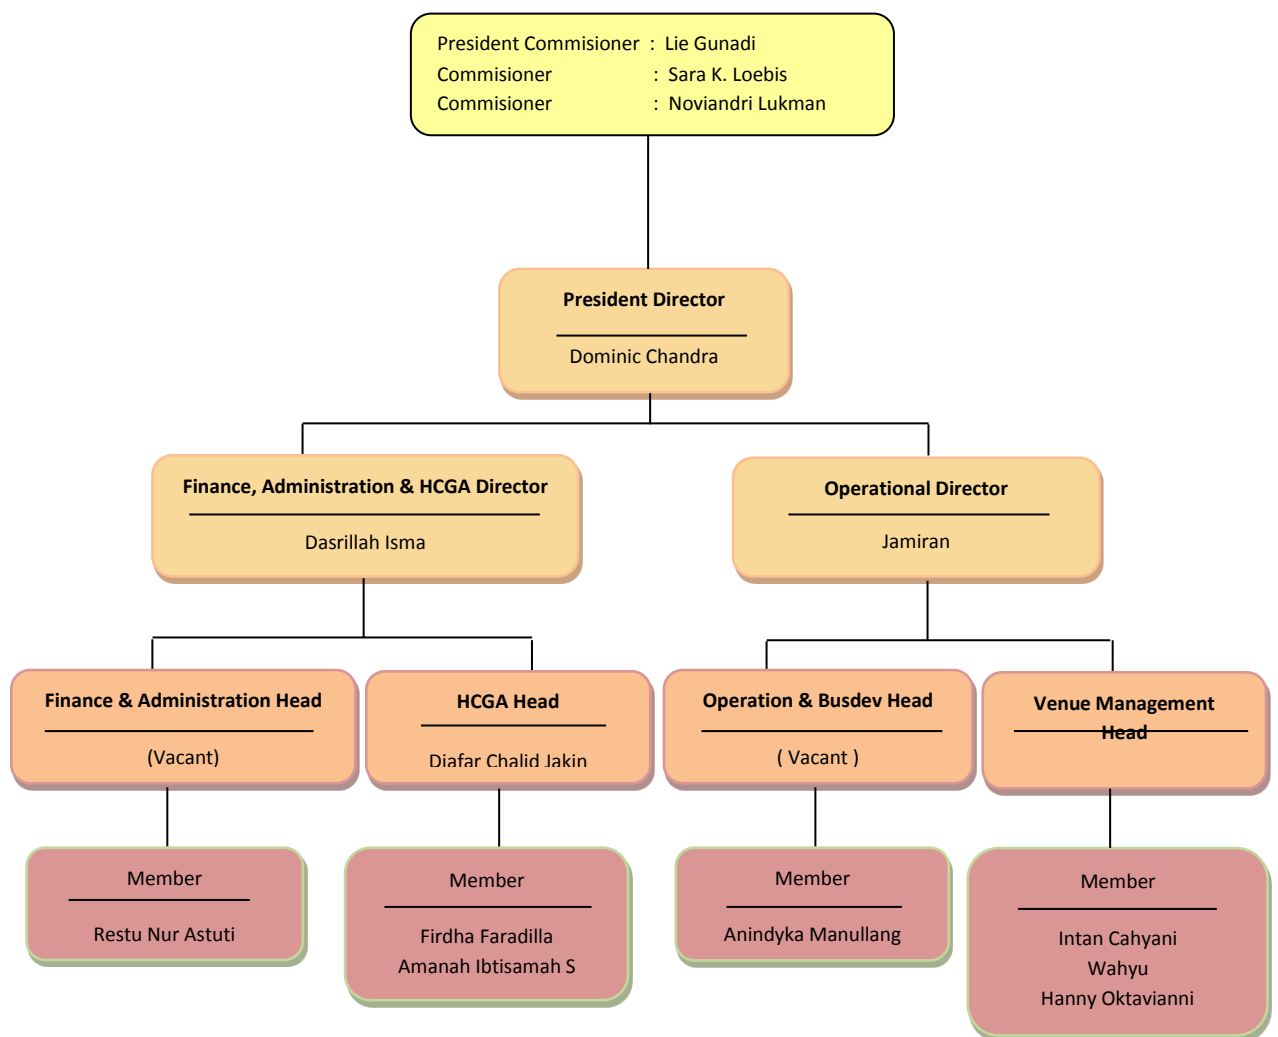 President Commisioner : Lie Gunadi
Commisioner : Sara K. Loebis
Commisioner : Noviandri Lukman
President Director
Dominic Chandra
Finance, Administration & HCGA Director
Dasrillah Isma
Operational Director
Jamiran
Finance & Administration Head
(Vacant)
HCGA Head
Djafar Chalid Jakin
Operation & Busdev Head
( Vacant )
Venue Management
Head
Member
Restu Nur Astuti
Member
Firdha Faradilla
Amanah Ibtisamah S
Member
Anindyka Manullang
Member
Intan Cahyani
Wahyu
Hanny Oktavianni